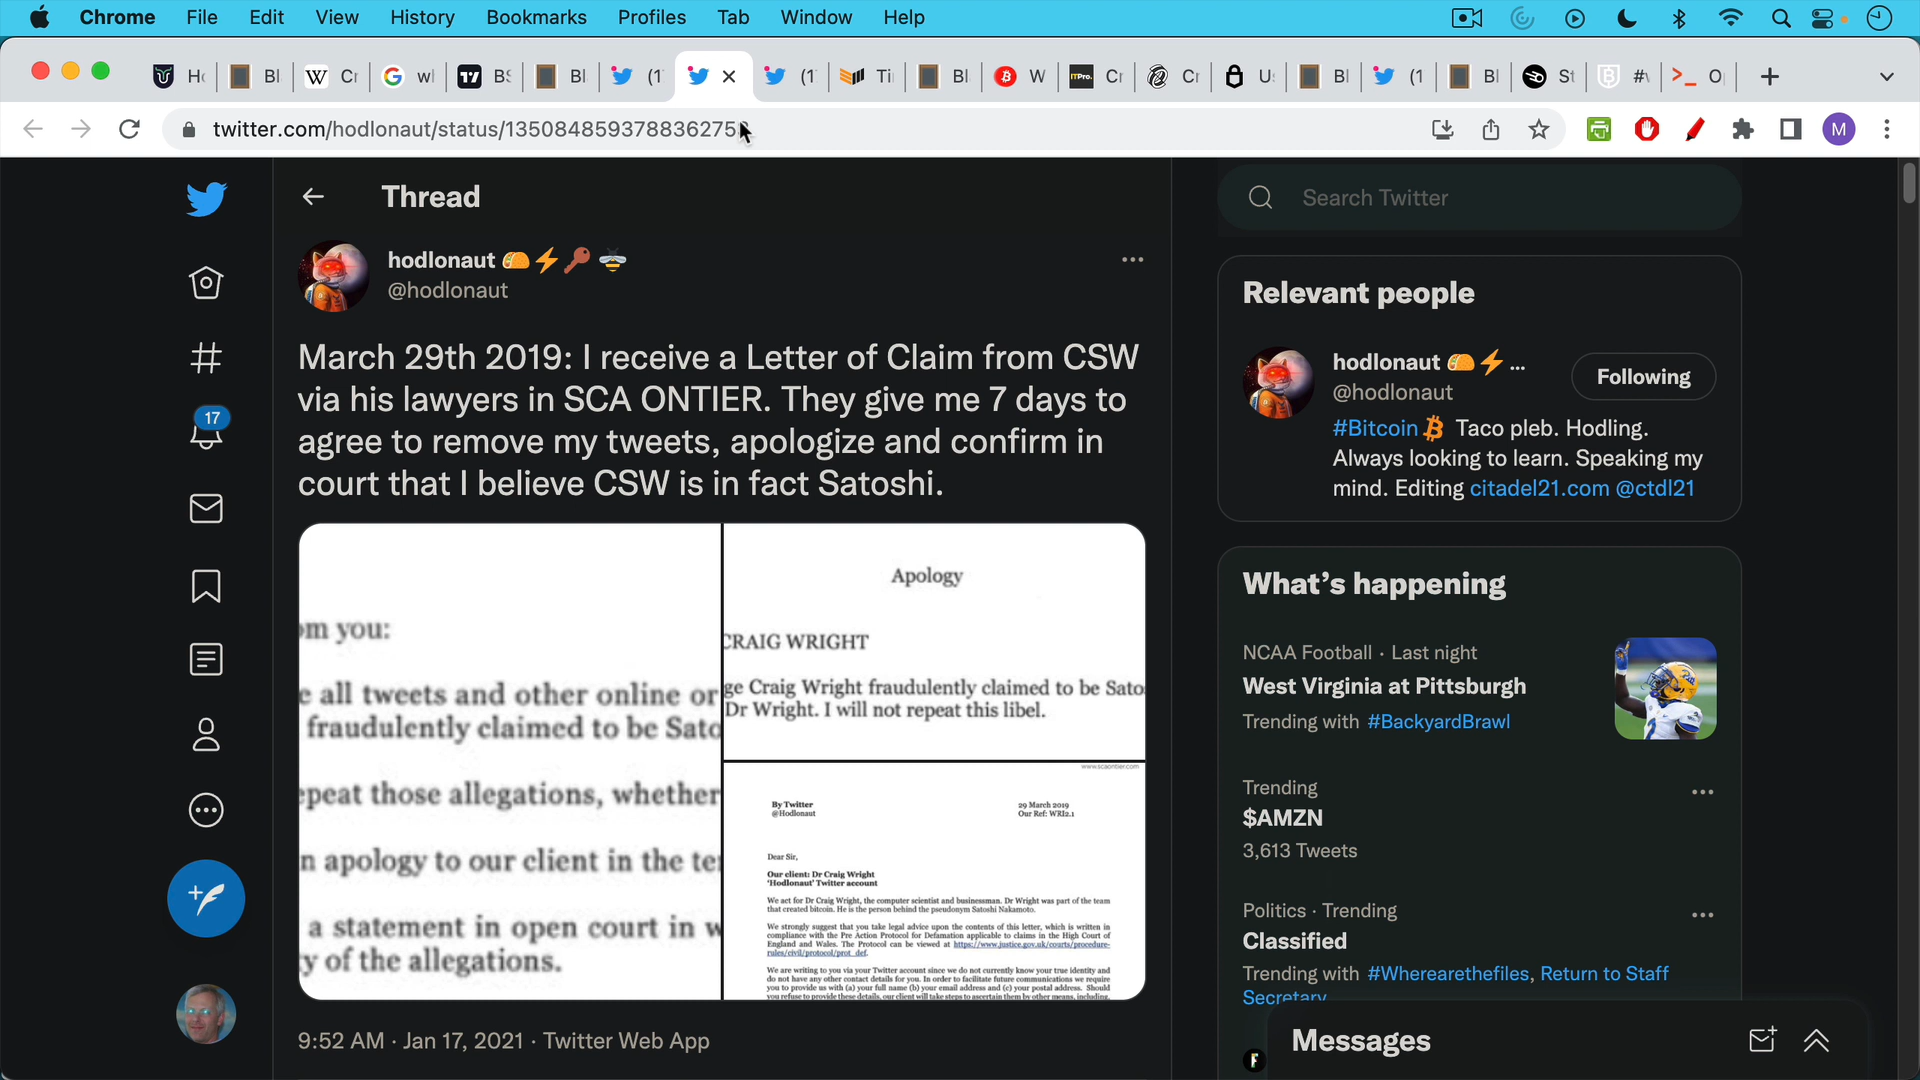 Chrome File Edit View History Bookmarks Profiles Tab Window Help
Bl W Cr G BS Bl (1 (1 Bl W ITPro. Cr Cr Bl (1 Bl St
twitter.com/hodlonaut/status/135084859378836275
M
Thread
Search Twitter
hodlonaut
@hodlonaut
March 29th 2019: I receive a Letter of Claim from CSW
via his lawyers in SCA ONTIER. They give me 7 days to
agree to remove my tweets, apologize and confirm in
court that I believe CSW is in fact Satoshi.
om you:
e all tweets and other online or
fraudulently claimed to be Sato
epeat those allegations, whether
n apology to our client in the te
a statement in open court in w
y of the allegations.
Apology
CRAIG WRIGHT
ge Craig Wright fraudulently claimed to be Sato
Dr Wright. I will not repeat this libel.
www.scaontier.com
By Twitter
@Hodlonaut
29 March 2019
Our Ref: WRI2.1
Dear Sir,
Our client: Dr Craig Wright
'Hodlonaut' Twitter account
We act for Dr Craig Wright, the computer scientist and businessman. Dr Wright was part of the team
that created bitcoin. He is the person behind the pseudonym Satoshi Nakamoto.
We strongly suggest that you take legal advice upon the contents of this letter, which is written in
compliance with the Pre Action Protocol for Defamation applicable to claims in the High Court of
England and Wales. The Protocol can be viewed at https://www.justice.gov.uk/courts/procedure-
rules/civil/protocol/prot_def.
We are writing to you via your Twitter account since we do not currently know your true identity and
do not have any other contact details for you. In order to facilitate future communications we require
you to provide us with (a) your full name (b) your email address and (c) your postal address. Should
you refuse to provide these details, our client will take steps to ascertain them by other means, including,
9:52 AM · Jan 17, 2021 · Twitter Web App
17
Relevant people
hodlonaut ...
@hodlonaut
Following
#Bitcoin Taco pleb. Hodling.
Always looking to learn. Speaking my
mind. Editing citadel21.com @ctdl21
What's happening
NCAA Football · Last night
West Virginia at Pittsburgh
Trending with #BackyardBrawl
Trending
$AMZN
3,613 Tweets
Politics · Trending
Classified
Trending with #Wherearethefiles, Return to Staff
Secretary
Messages